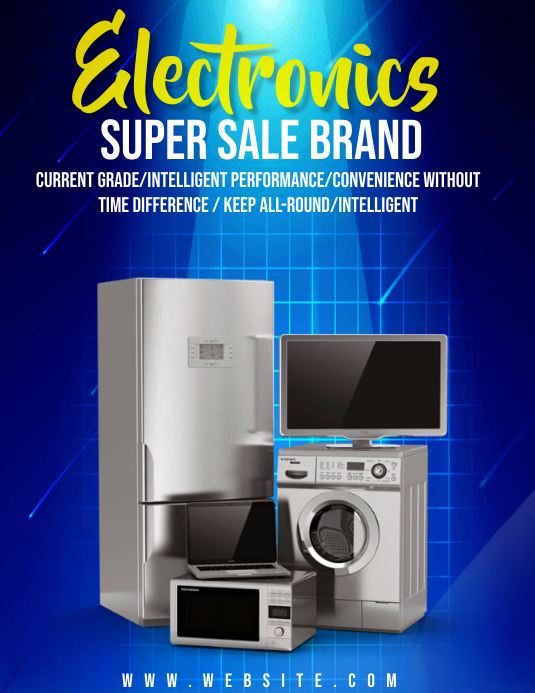 Electronics
SUPER SALE BRAND
CURRENT GRADE/INTELLIGENT PERFORMANCE/CONVENIENCE WITHOUT
TIME DIFFERENCE / KEEP ALL-ROUND/INTELLIGENT
WWW.WEBSITE.COM